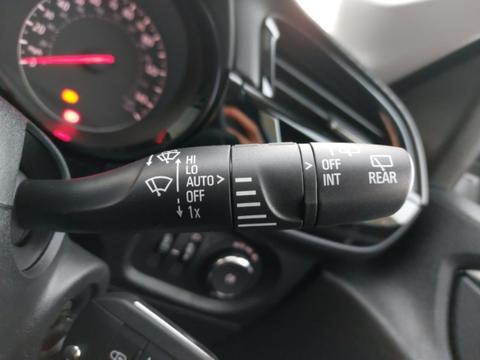 HI
LO
AUTO >
OFF
1x
> OFF
INT
REAR